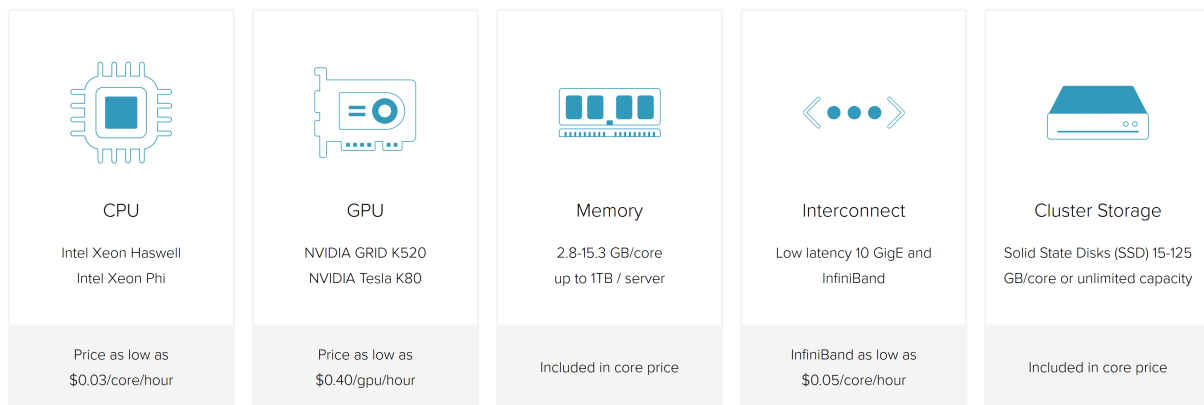 CPU
Intel Xeon Haswell
Intel Xeon Phi
Price as low as
$0.03/core/hour
GPU
NVIDIA GRID K520
NVIDIA Tesla K80
Price as low as
$0.40/gpu/hour
Memory
2.8-15.3 GB/core
up to 1TB / server
Included in core price
Interconnect
Low latency 10 GigE and
InfiniBand
InfiniBand as low as
$0.05/core/hour
Cluster Storage
Solid State Disks (SSD) 15-125
GB/core or unlimited capacity
Included in core price